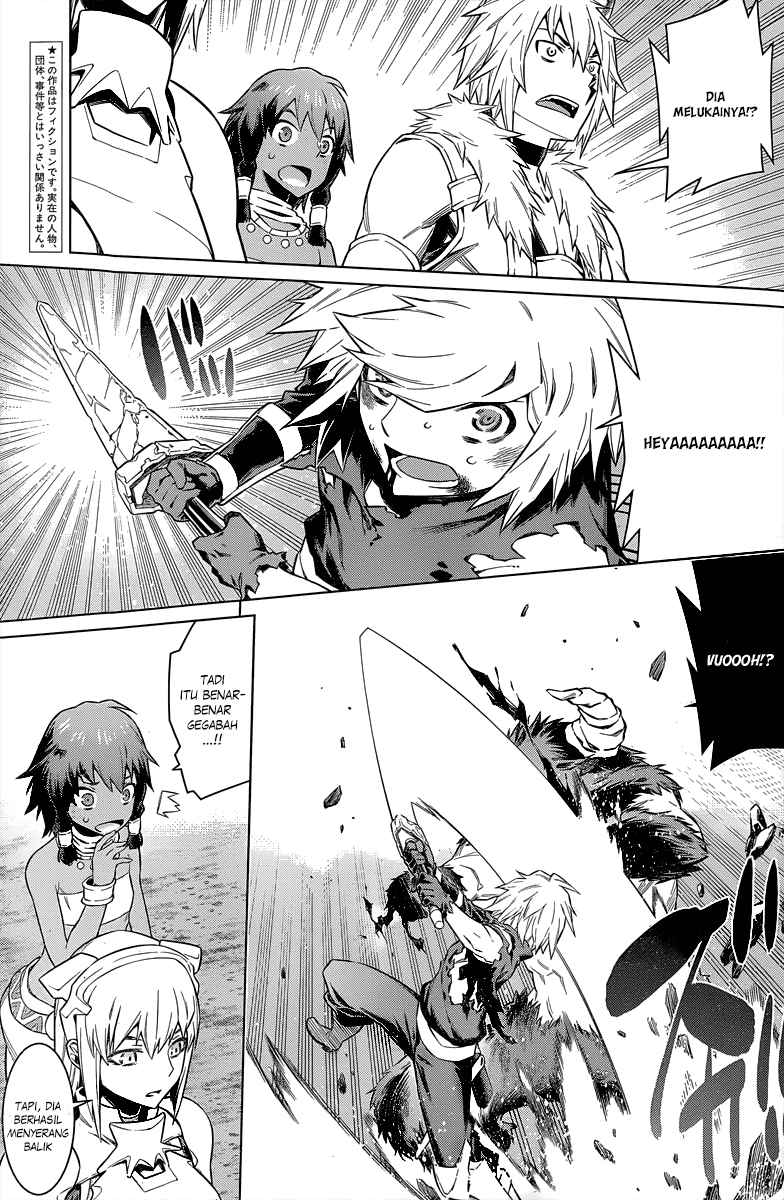 DIA
MELUKAINYA!?
★この作品はフィクションです。実在の人物、
団体、事件等とはいっさい関係ありません。
HEYAAAAAAAAA!!
VUOOOH!?
TADI
ITU BENAR-
BENAR
GEGABAH
...!!
TAPI, DIA
BERHASIL
MENYERANG
BALIK